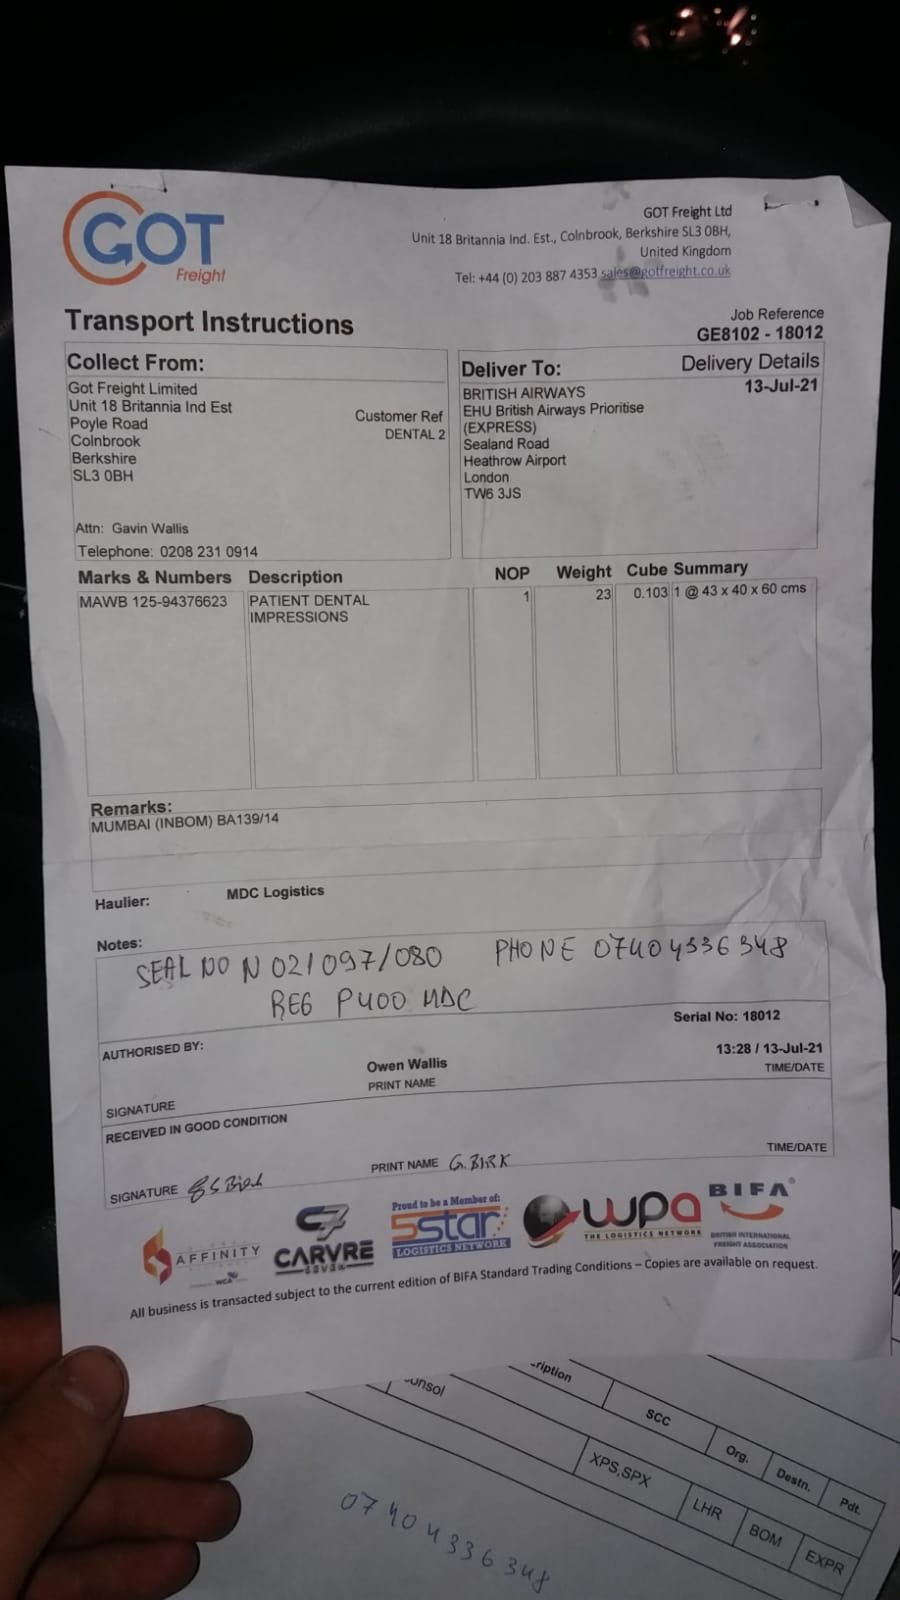 GOT
Freight
GOT Freight Ltd
Unit 18 Britannia Ind. Est., Colnbrook, Berkshire SL3 0BH,
United Kingdom
Tel: +44 (0) 203 887 4353 sales@gotfreight.co.uk
Transport Instructions
Job Reference
GE8102 - 18012
Collect From:
Got Freight Limited
Unit 18 Britannia Ind Est
Poyle Road
Colnbrook
Berkshire
SL3 0BH
Customer Ref
DENTAL 2
Attn: Gavin Wallis
Telephone: 0208 231 0914
Deliver To:
Delivery Details
13-Jul-21
BRITISH AIRWAYS
EHU British Airways Prioritise
(EXPRESS)
Sealand Road
Heathrow Airport
London
TW6 3JS
Marks & Numbers Description NOP Weight Cube Summary
MAWB 125-94376623 PATIENT DENTAL 1 23 0.103 1 @ 43 x 40 x 60 cms
IMPRESSIONS
Remarks:
MUMBAI (INBOM) BA139/14
Haulier: MDC Logistics
Notes:
SEAL NO N 021097/080 PHONE 07404336348
REG P400 MDC
Serial No: 18012
AUTHORISED BY:
Owen Wallis 13:28 / 13-Jul-21
SIGNATURE PRINT NAME TIME/DATE
RECEIVED IN GOOD CONDITION
SIGNATURE PRINT NAME G. BIRK TIME/DATE
AFFINITY
WCA
C7
CARVRE
SEVEN
Proud to be a Member of:
5star
LOGISTICS NETWORK
WPA
THE LOGISTICS NETWORK
BIFA
BRITISH INTERNATIONAL
FREIGHT ASSOCIATION
All business is transacted subject to the current edition of BIFA Standard Trading Conditions – Copies are available on request.
ription SCC Org. Destn. Pdt.
onsol XPS,SPX LHR BOM EXPR
07404336348